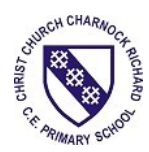 CHRIST CHURCH CHARNOCK RICHARD
C.E. PRIMARY SCHOOL